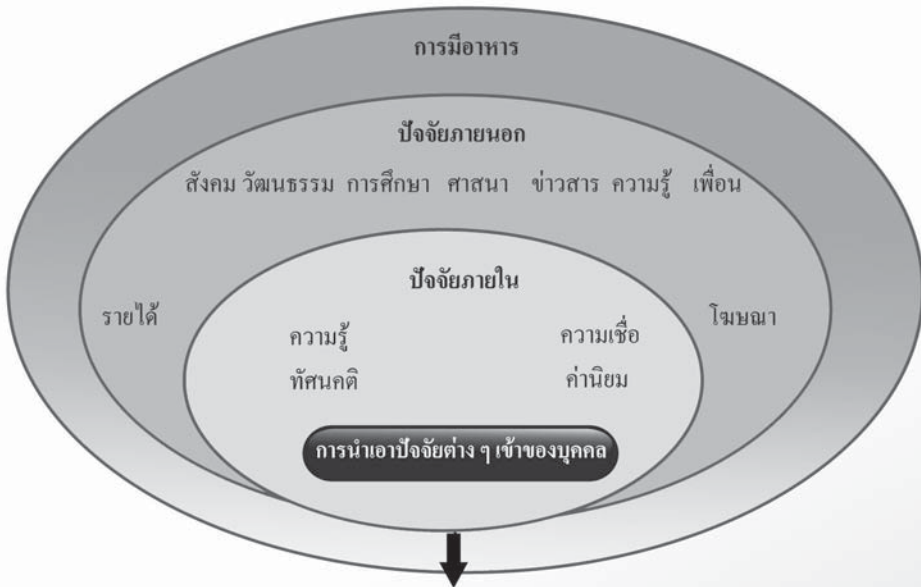 การมีอาหาร
ปัจจัยภายนอก
สังคม วัฒนธรรม การศึกษา ศาสนา ข่าวสาร ความรู้ เพื่อน
ปัจจัยภายใน
รายได้
โฆษณา
ความรู้
ความเชื่อ
ทัศนคติ
ค่านิยม
การนำเอาปัจจัยต่าง ๆ เข้าของบุคคล